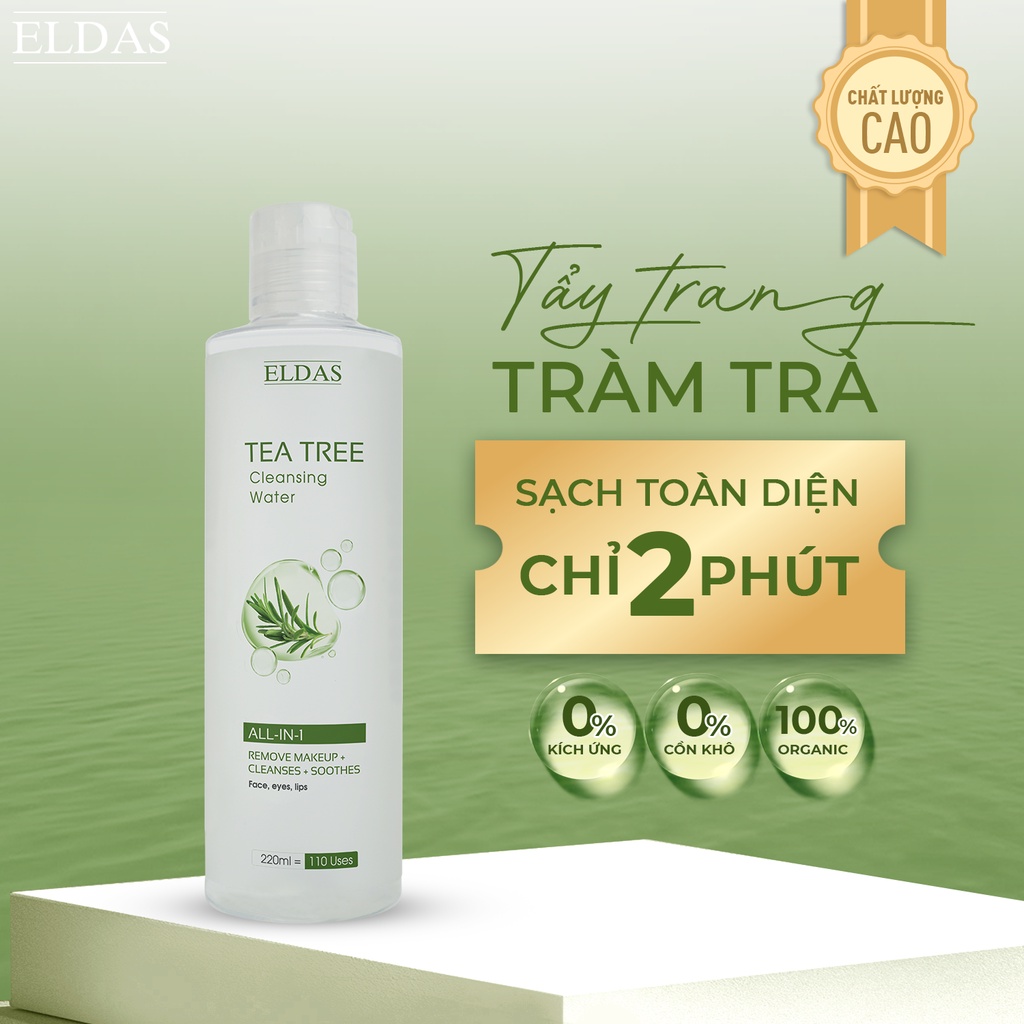 ELDAS
CHẤT LƯỢNG
CAO
Tẩy trang
TRÀM TRÀ
SẠCH TOÀN DIỆN
CHỈ 2 PHÚT
0%
KÍCH ỨNG
0%
CỒN KHÔ
100%
ORGANIC
ELDAS
TEA TREE
Cleansing
Water
ALL-IN-1
REMOVE MAKEUP +
CLEANSES + SOOTHES
Face, eyes, lips
220ml = 110 Uses